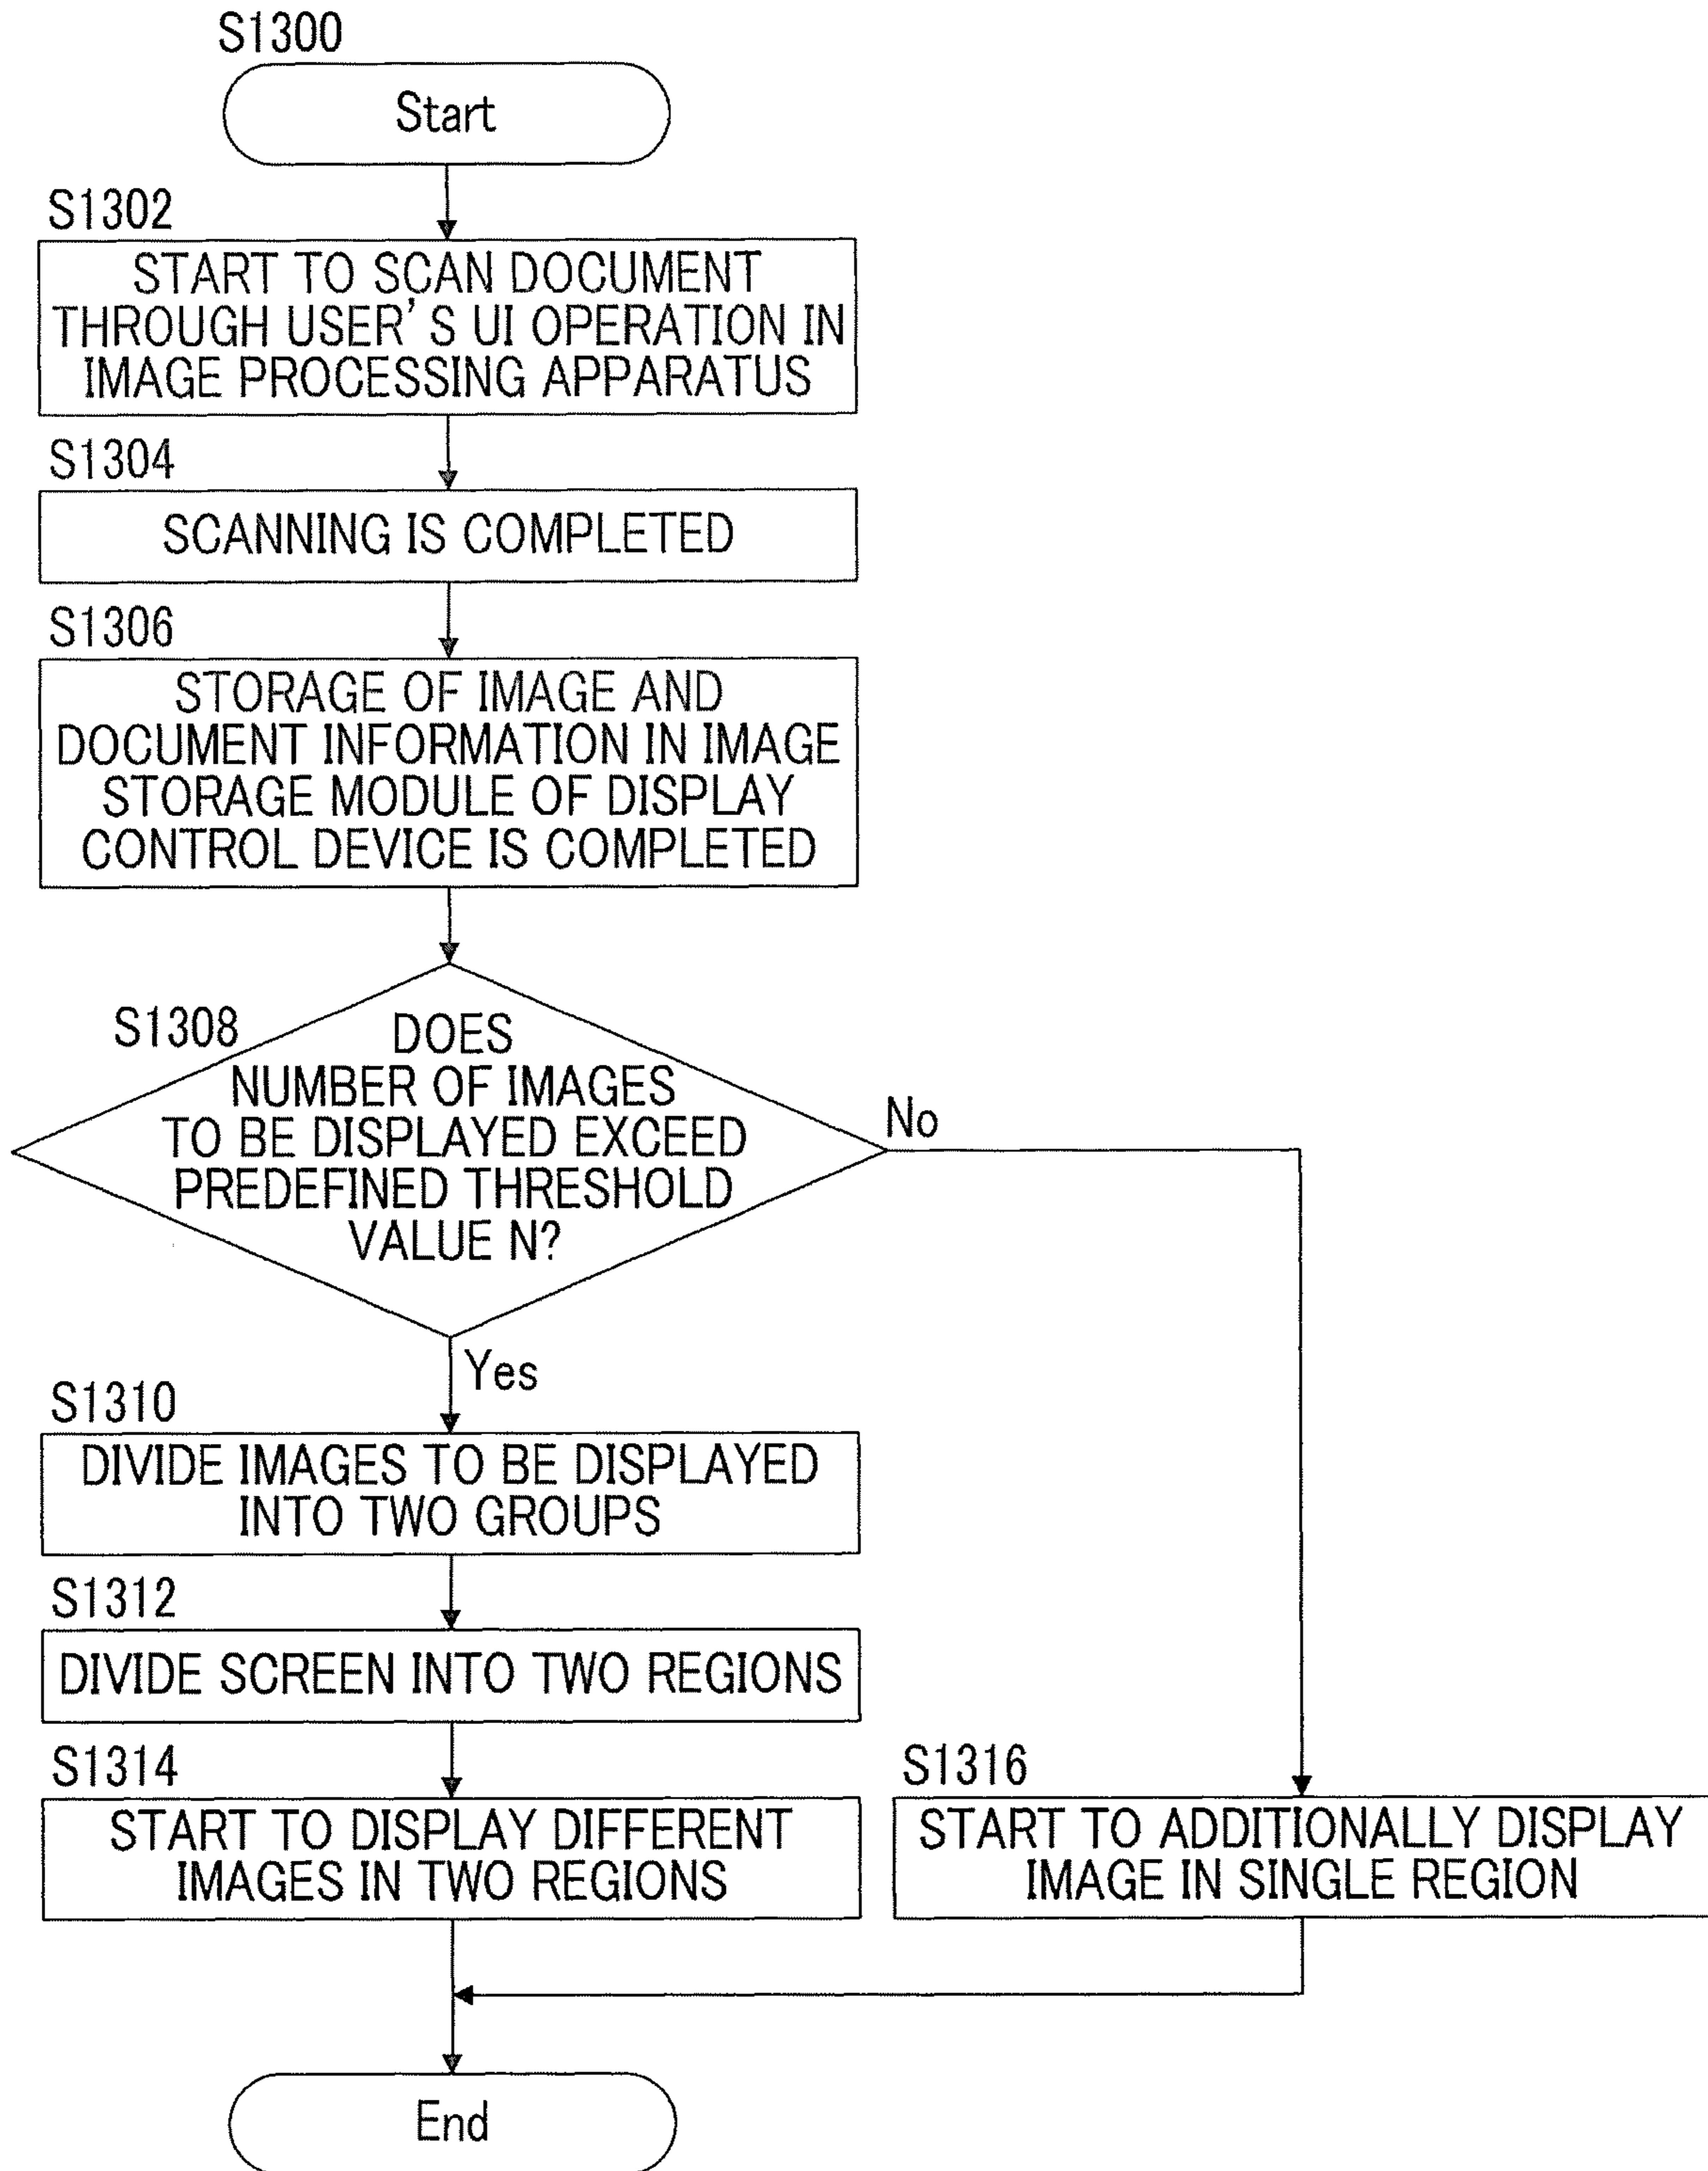 S1300
Start
S1302
START TO SCAN DOCUMENT
THROUGH USER'S UI OPERATION IN
IMAGE PROCESSING APPARATUS
S1304
SCANNING IS COMPLETED
S1306
STORAGE OF IMAGE AND
DOCUMENT INFORMATION IN IMAGE
STORAGE MODULE OF DISPLAY
CONTROL DEVICE IS COMPLETED
S1308
DOES
NUMBER OF IMAGES
TO BE DISPLAYED EXCEED
PREDEFINED THRESHOLD
VALUE N?
No
Yes
S1310
DIVIDE IMAGES TO BE DISPLAYED
INTO TWO GROUPS
S1312
DIVIDE SCREEN INTO TWO REGIONS
S1314
START TO DISPLAY DIFFERENT
IMAGES IN TWO REGIONS
S1316
START TO ADDITIONALLY DISPLAY
IMAGE IN SINGLE REGION
End